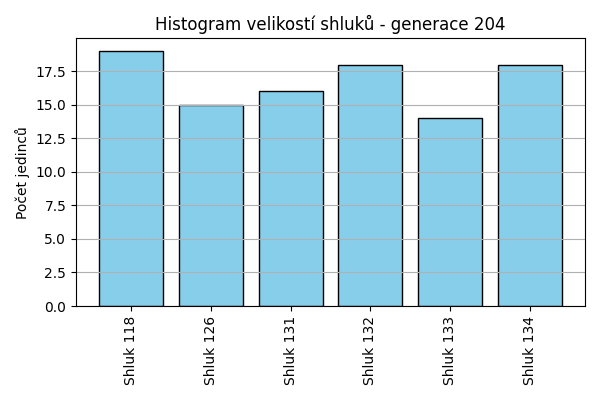 Histogram velikostí shluků - generace 204
Počet jedinců
17.5
15.0
12.5
10.0
7.5
5.0
2.5
0.0
Shluk 118
Shluk 126
Shluk 131
Shluk 132
Shluk 133
Shluk 134